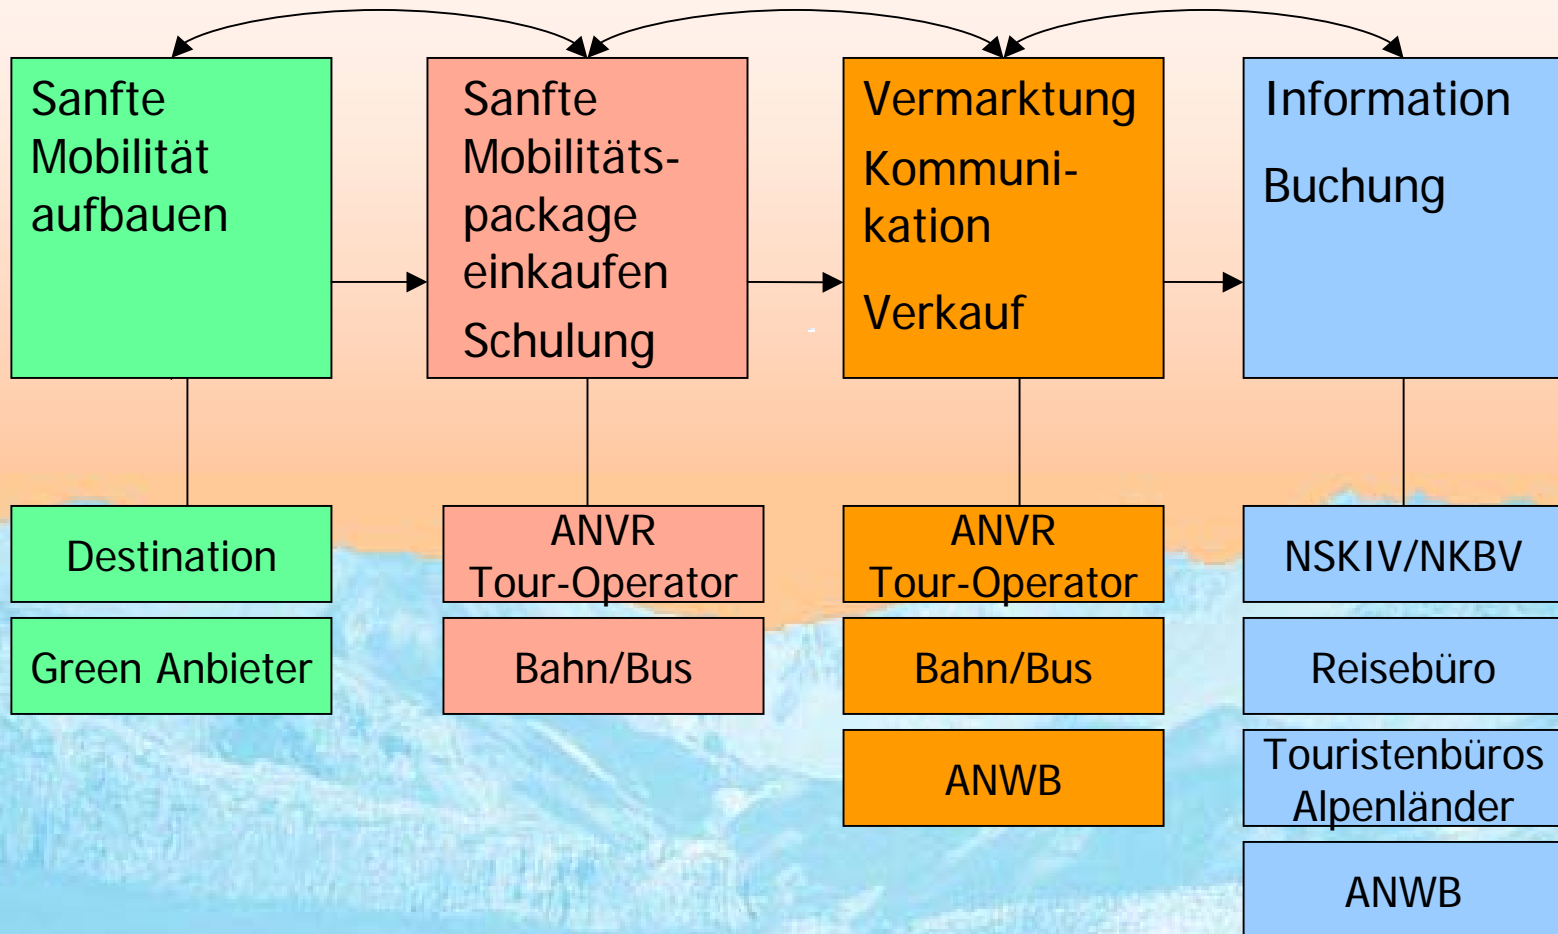 Sanfte
Mobilität
aufbauen
Sanfte
Mobilitäts-
package
einkaufen
Schulung
Vermarktung
Kommuni-
kation
Verkauf
Information
Buchung
Destination
Green Anbieter
ANVR
Tour-Operator
Bahn/Bus
ANVR
Tour-Operator
Bahn/Bus
ANWB
NSKIV/NKBV
Reisebüro
Touristenbüros
Alpenländer
ANWB